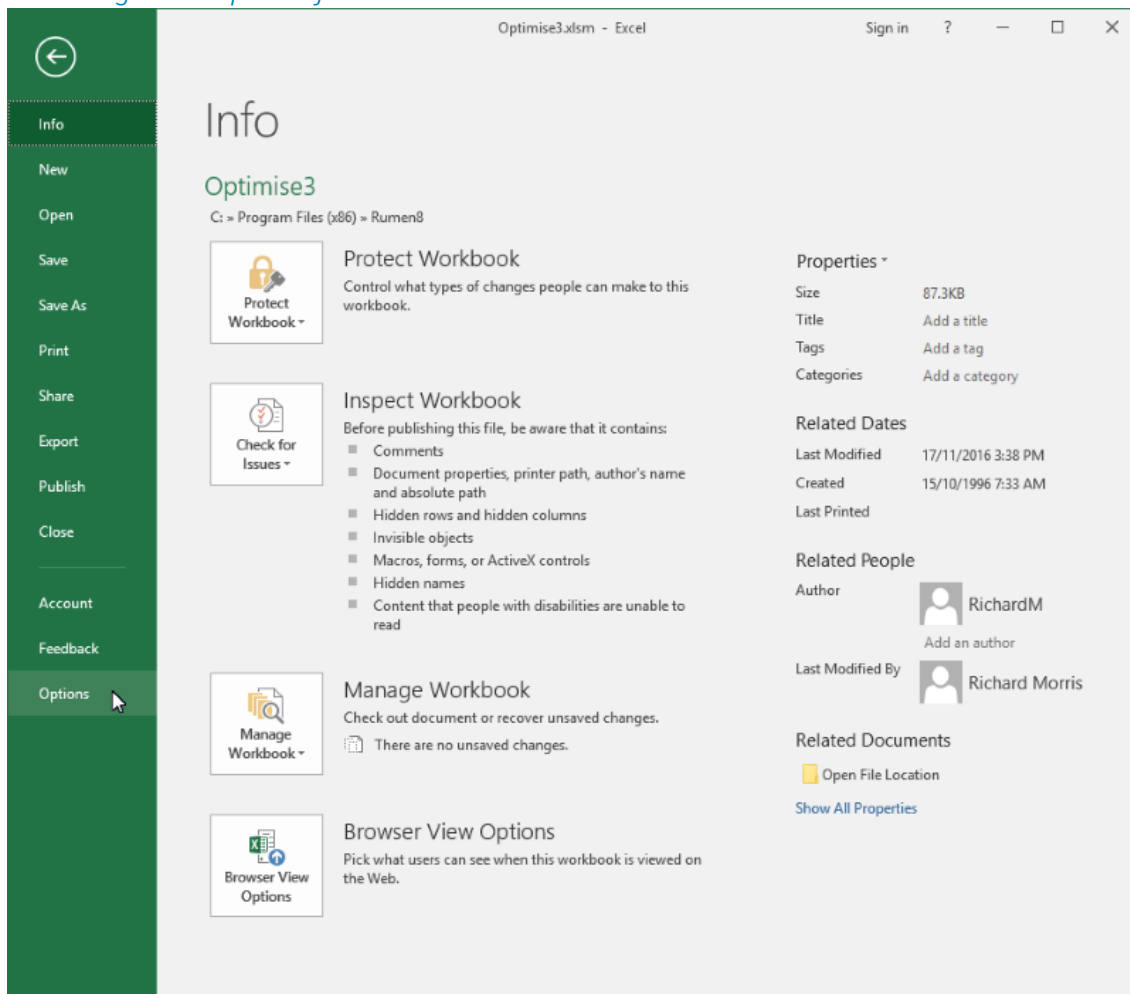 Optimise3.xlsm - Excel
Sign in ?
Info
New
Open
Save
Save As
Print
Share
Export
Publish
Close
Account
Feedback
Options
Info
Optimise3
C: » Program Files (x86) » Rumen8
Protect
Workbook
Protect Workbook
Control what types of changes people can make to this
workbook.
Check for
Issues
Inspect Workbook
Before publishing this file, be aware that it contains:
Comments
Document properties, printer path, author's name
and absolute path
Hidden rows and hidden columns
Invisible objects
Macros, forms, or ActiveX controls
Hidden names
Content that people with disabilities are unable to
read
Manage
Workbook
Manage Workbook
Check out document or recover unsaved changes.
There are no unsaved changes.
Browser View
Options
Browser View Options
Pick what users can see when this workbook is viewed on
the Web.
Properties
Size 87.3KB
Title Add a title
Tags Add a tag
Categories Add a category
Related Dates
Last Modified 17/11/2016 3:38 PM
Created 15/10/1996 7:33 AM
Last Printed
Related People
Author RichardM
Add an author
Last Modified By Richard Morris
Related Documents
Open File Location
Show All Properties